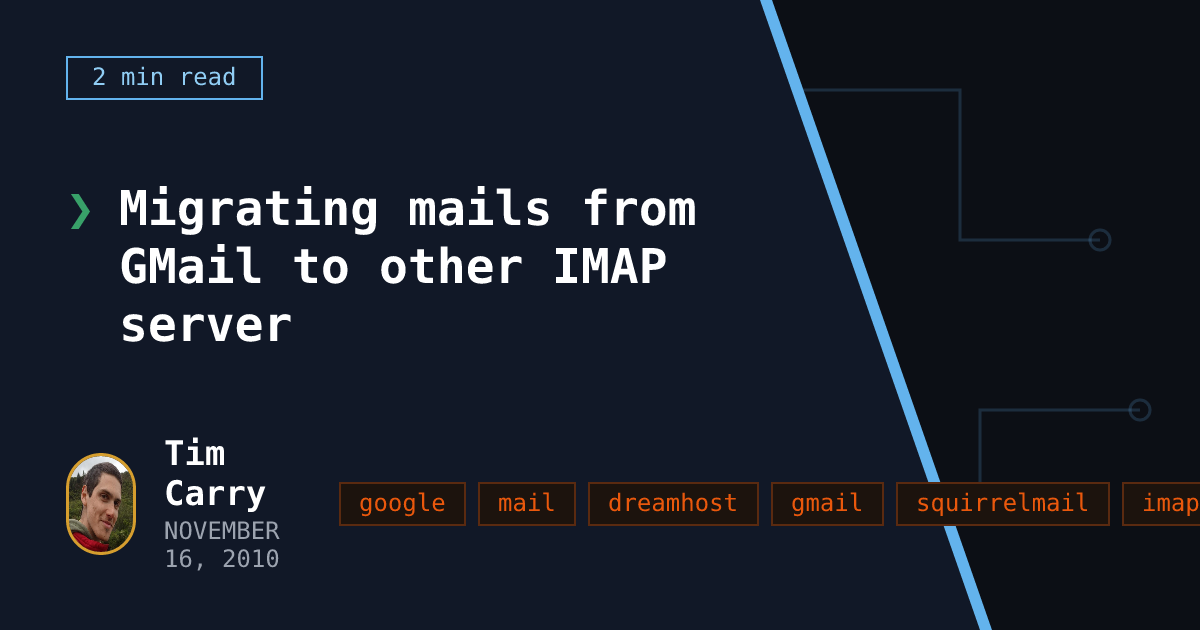 2 min read
❯ Migrating mails from
GMail to other IMAP
server
Tim
Carry
NOVEMBER
16, 2010
google mail dreamhost gmail squirrelmail imap